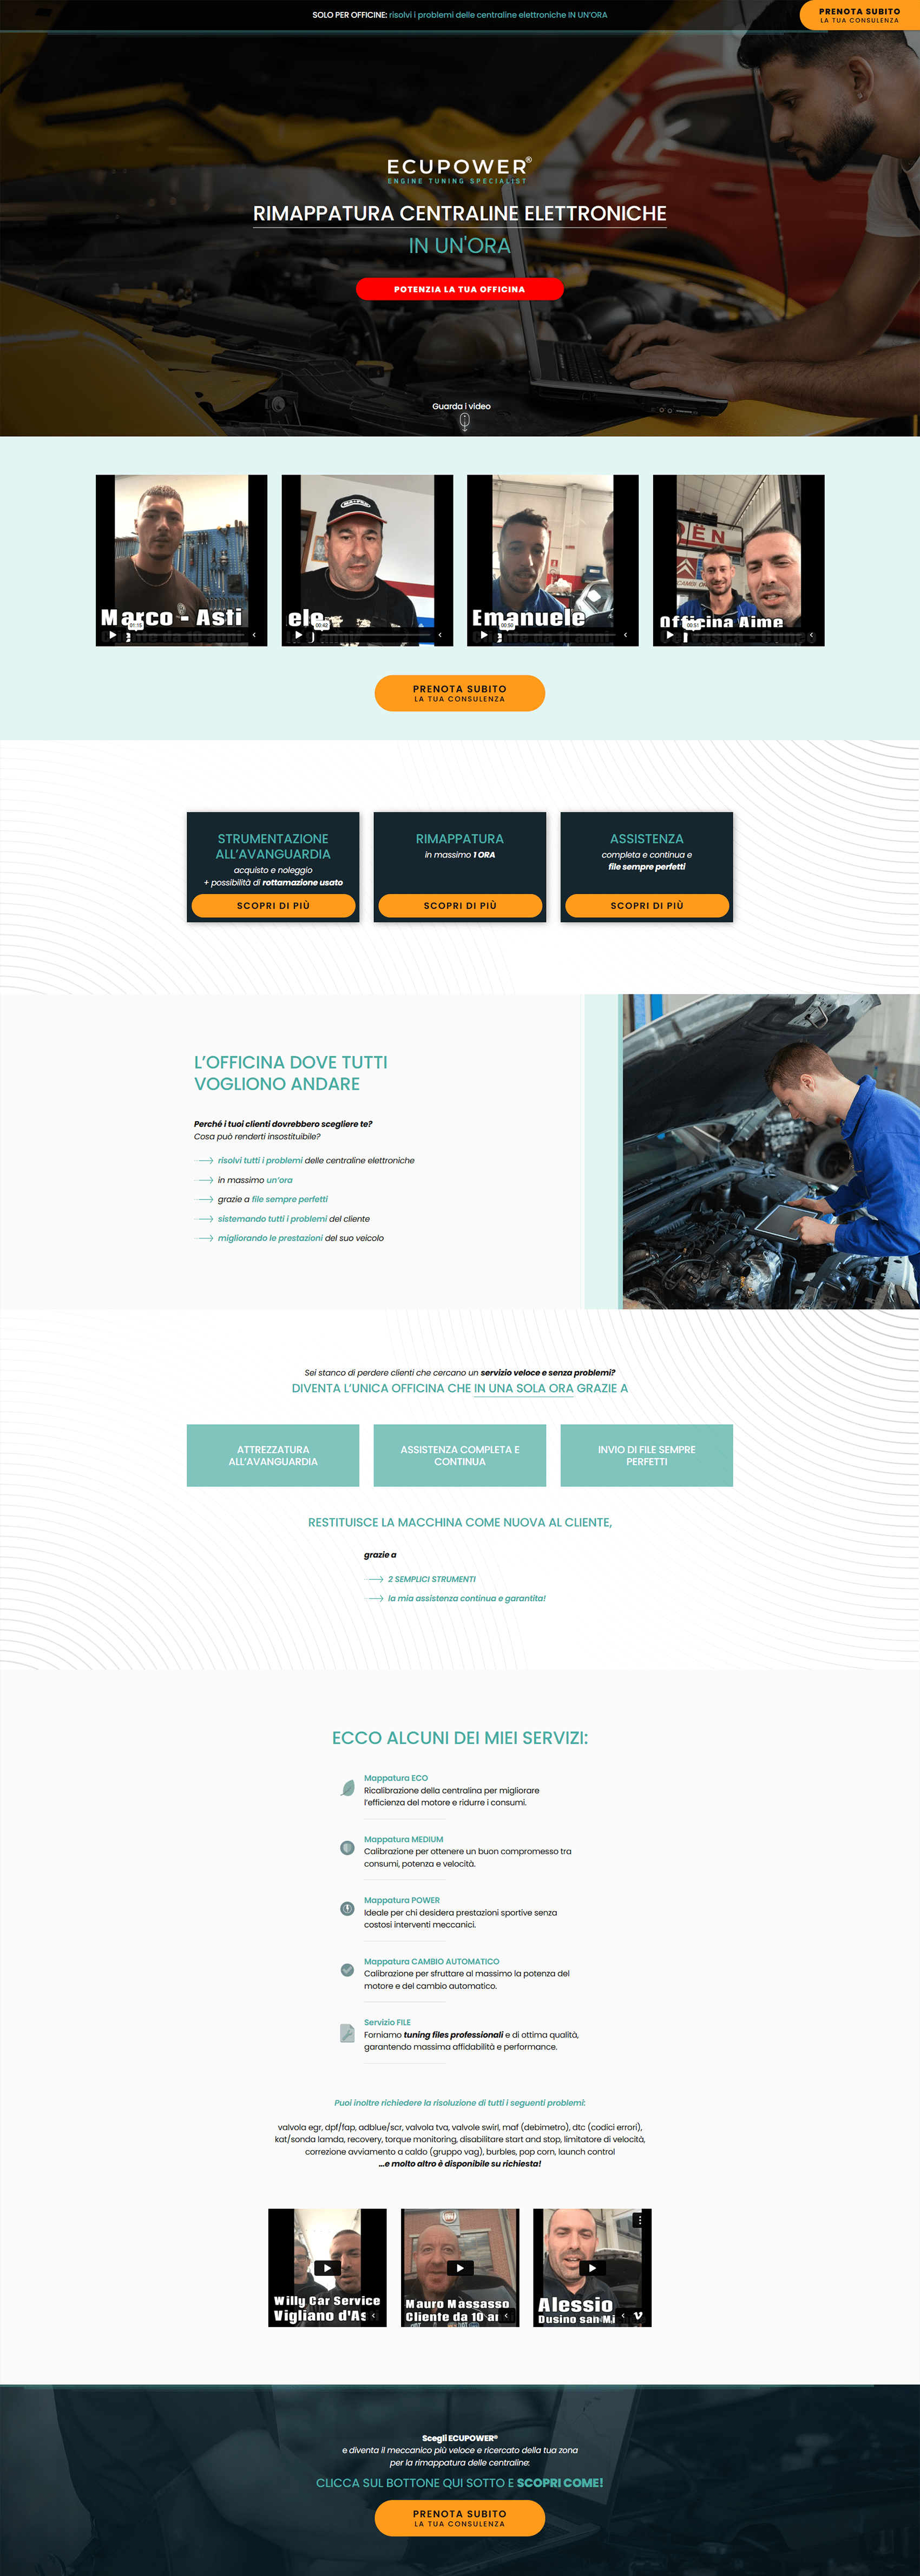 SOLO PER OFFICINE: risolvi i problemi delle centraline elettroniche IN UN'ORA
PRENOTA SUBITO
LA TUA CONSULENZA
ECUPOWER®
ENGINE TUNING SPECIALIST
RIMAPPATURA CENTRALINE ELETTRONICHE
IN UN'ORA
POTENZIA LA TUA OFFICINA
Guarda i video
Marco - Asti
01:15
ele
00:42
Emanuele
00:50
Officina Aime
00:51
PRENOTA SUBITO
LA TUA CONSULENZA
STRUMENTAZIONE
ALL'AVANGUARDIA
acquisto e noleggio
+ possibilità di rottamazione usato
SCOPRI DI PIÙ
RIMAPPATURA
in massimo 1 ORA
SCOPRI DI PIÙ
ASSISTENZA
completa e continua e
file sempre perfetti
SCOPRI DI PIÙ
L'OFFICINA DOVE TUTTI
VOGLIONO ANDARE
Perché i tuoi clienti dovrebbero scegliere te?
Cosa può renderti insostituibile?
risolvi tutti i problemi delle centraline elettroniche
in massimo un'ora
grazie a file sempre perfetti
sistemando tutti i problemi del cliente
migliorando le prestazioni del suo veicolo
Sei stanco di perdere clienti che cercano un servizio veloce e senza problemi?
DIVENTA L'UNICA OFFICINA CHE IN UNA SOLA ORA GRAZIE A
ATTREZZATURA
ALL'AVANGUARDIA
ASSISTENZA COMPLETA E
CONTINUA
INVIO DI FILE SEMPRE
PERFETTI
RESTITUISCE LA MACCHINA COME NUOVA AL CLIENTE,
grazie a
2 SEMPLICI STRUMENTI
la mia assistenza continua e garantita!
ECCO ALCUNI DEI MIEI SERVIZI:
Mappatura ECO
Ricalibrazione della centralina per migliorare
l'efficienza del motore e ridurre i consumi.
Mappatura MEDIUM
Calibrazione per ottenere un buon compromesso tra
consumi, potenza e velocità.
Mappatura POWER
Ideale per chi desidera prestazioni sportive senza
costosi interventi meccanici.
Mappatura CAMBIO AUTOMATICO
Calibrazione per sfruttare al massimo la potenza del
motore e del cambio automatico.
Servizio FILE
Forniamo tuning files professionali e di ottima qualità,
garantendo massima affidabilità e performance.
Puoi inoltre richiedere la risoluzione di tutti i seguenti problemi:
valvola egr, dpf/fap, adblue/scr, valvola tva, valvole swirl, maf (debimetro), dtc (codici errori),
kat/sonda lamda, recovery, torque monitoring, disabilitare start and stop, limitatore di velocità,
correzione avviamento a caldo (gruppo vag), burbles, pop corn, launch control
...e molto altro è disponibile su richiesta!
Willy Car Service
Vigliano d'As
Mauro Massasso
Cliente da 10 an
Alessio
Dusino san Mi
Scegli ECUPOWER®
e diventa il meccanico più veloce e ricercato della tua zona
per la rimappatura delle centraline:
CLICCA SUL BOTTONE QUI SOTTO E SCOPRI COME!
PRENOTA SUBITO
LA TUA CONSULENZA